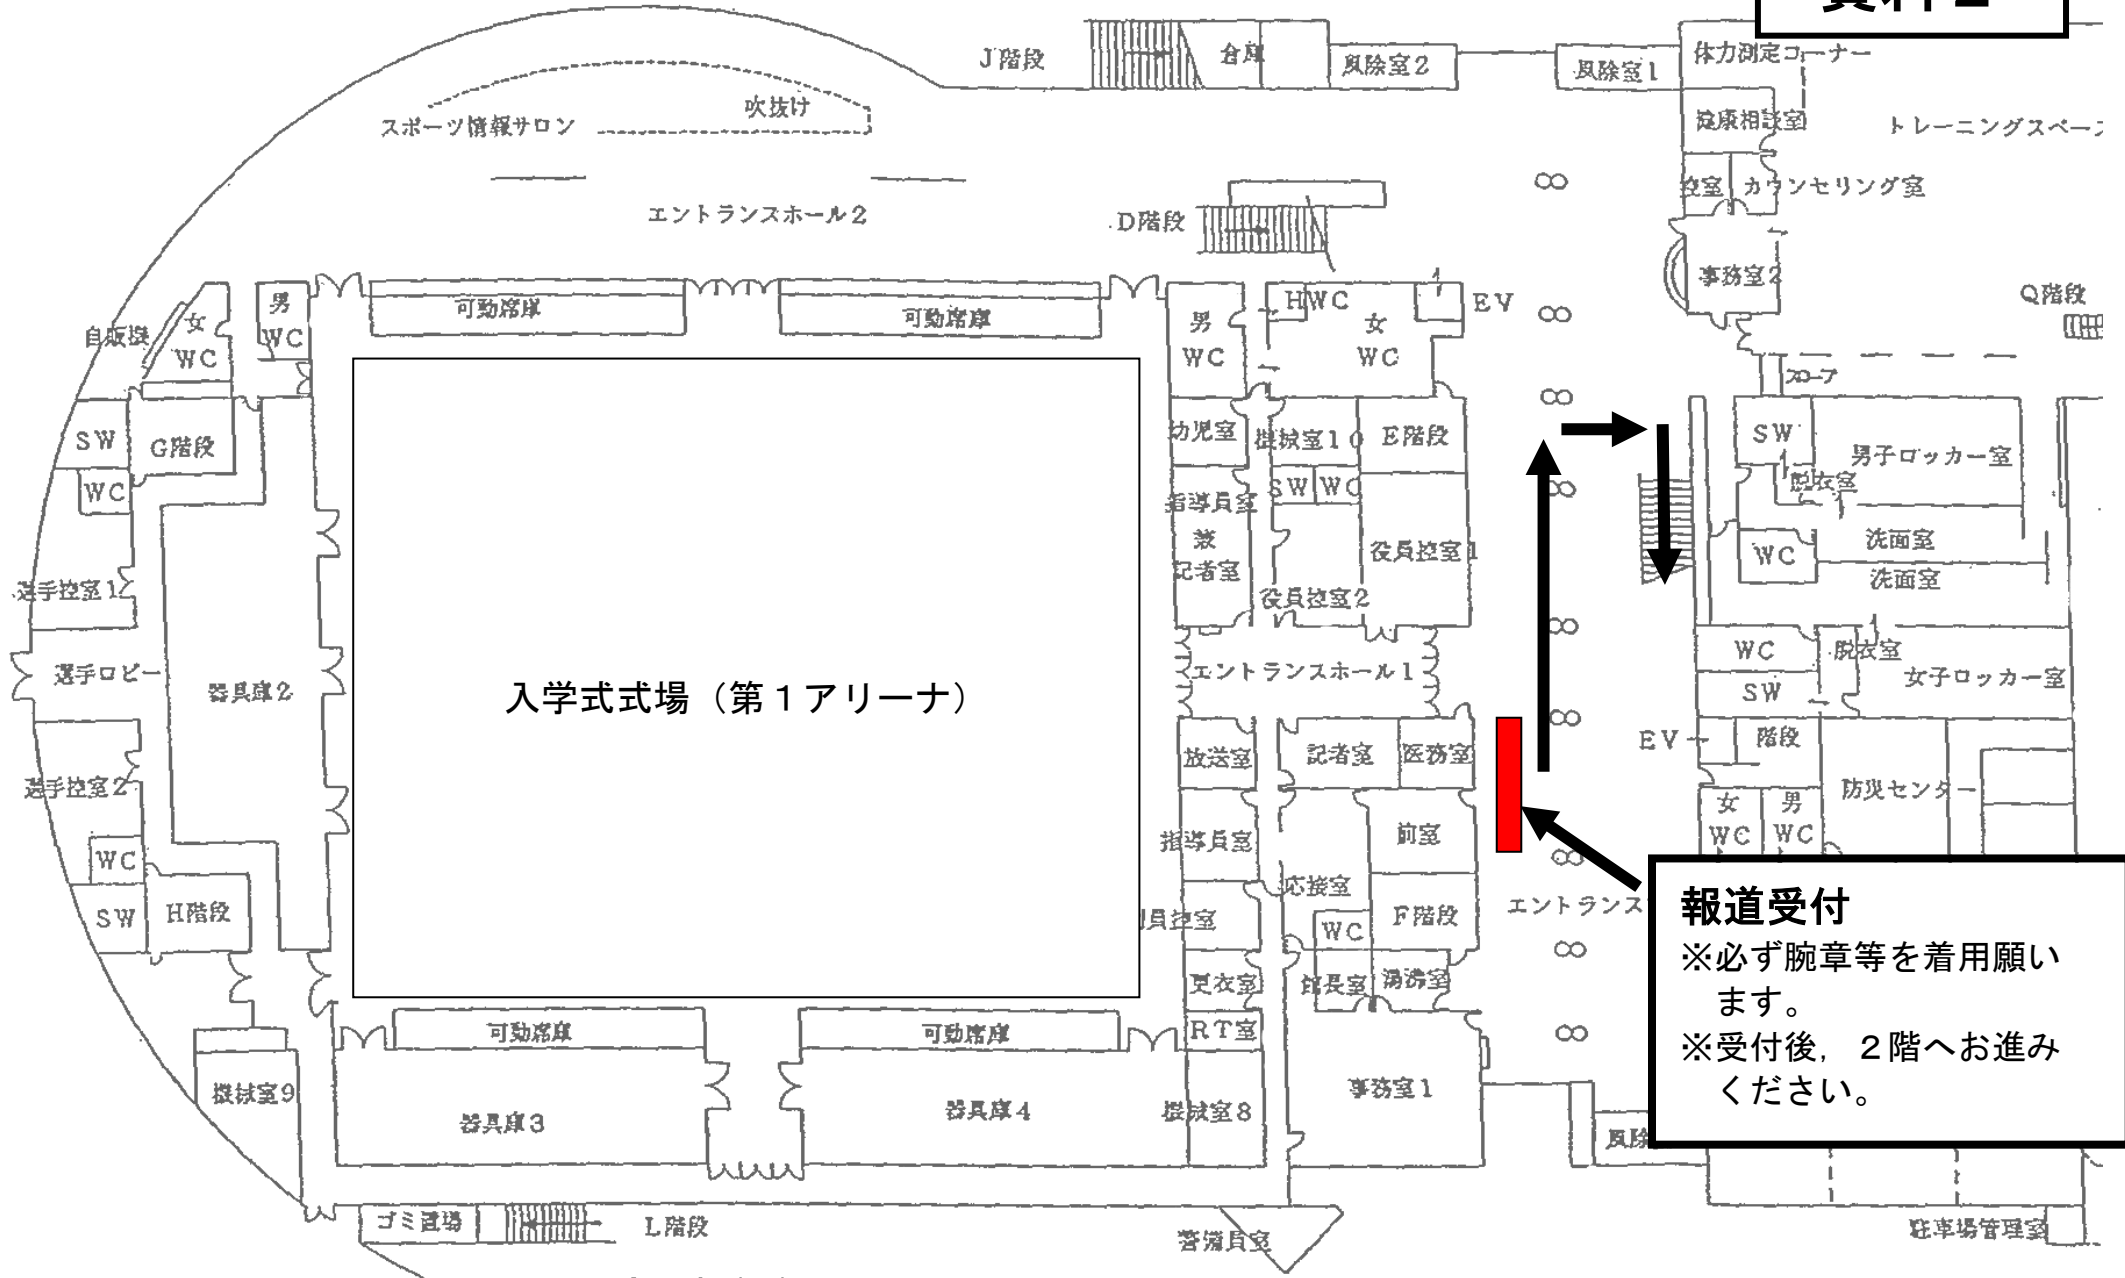 資料２
J階段
倉庫
風除室2
風除室1
体力測定コーナー
吹抜け
スポーツ情報サロン
健康相談室
トレーニングスペース
控室
カウンセリング室
エントランスホール2
D階段
事務室2
Q階段
可動席庫
可動席庫
男
WC
女
WC
自販機
男
WC
HWC
女
WC
EV
スロープ
SW
G階段
WC
幼児室
機械室10
E階段
SW
男子ロッカー室
脱衣室
指導員室
兼
記者室
SW
WC
役員控室1
役員控室2
WC
洗面室
洗面室
選手控室1
選手ロビー
器具庫2
入学式式場（第１アリーナ）
エントランスホール1
WC
脱衣室
SW
女子ロッカー室
放送室
記者室
医務室
EV
階段
選手控室2
防災センター
女
WC
男
WC
指導員室
前室
WC
SW
H階段
応接室
F階段
員控室
WC
エントランス
報道受付
※必ず腕章等を着用願い
ます。
※受付後，２階へお進み
ください。
更衣室
館長室
湯沸室
可動席庫
可動席庫
RT室
機械室9
器具庫3
器具庫4
機械室8
事務室1
風除
ゴミ置場
L階段
警備員室
駐車場管理室